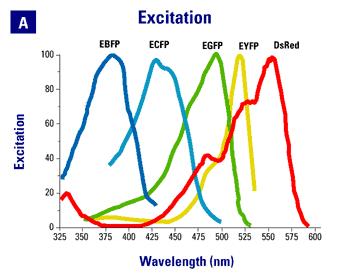 A
Excitation
EBFP ECFP EGFP EYFP DsRed
100
80
60
40
20
0
Excitation
325 350 375 400 425 450 475 500 525 550 575 600
Wavelength (nm)